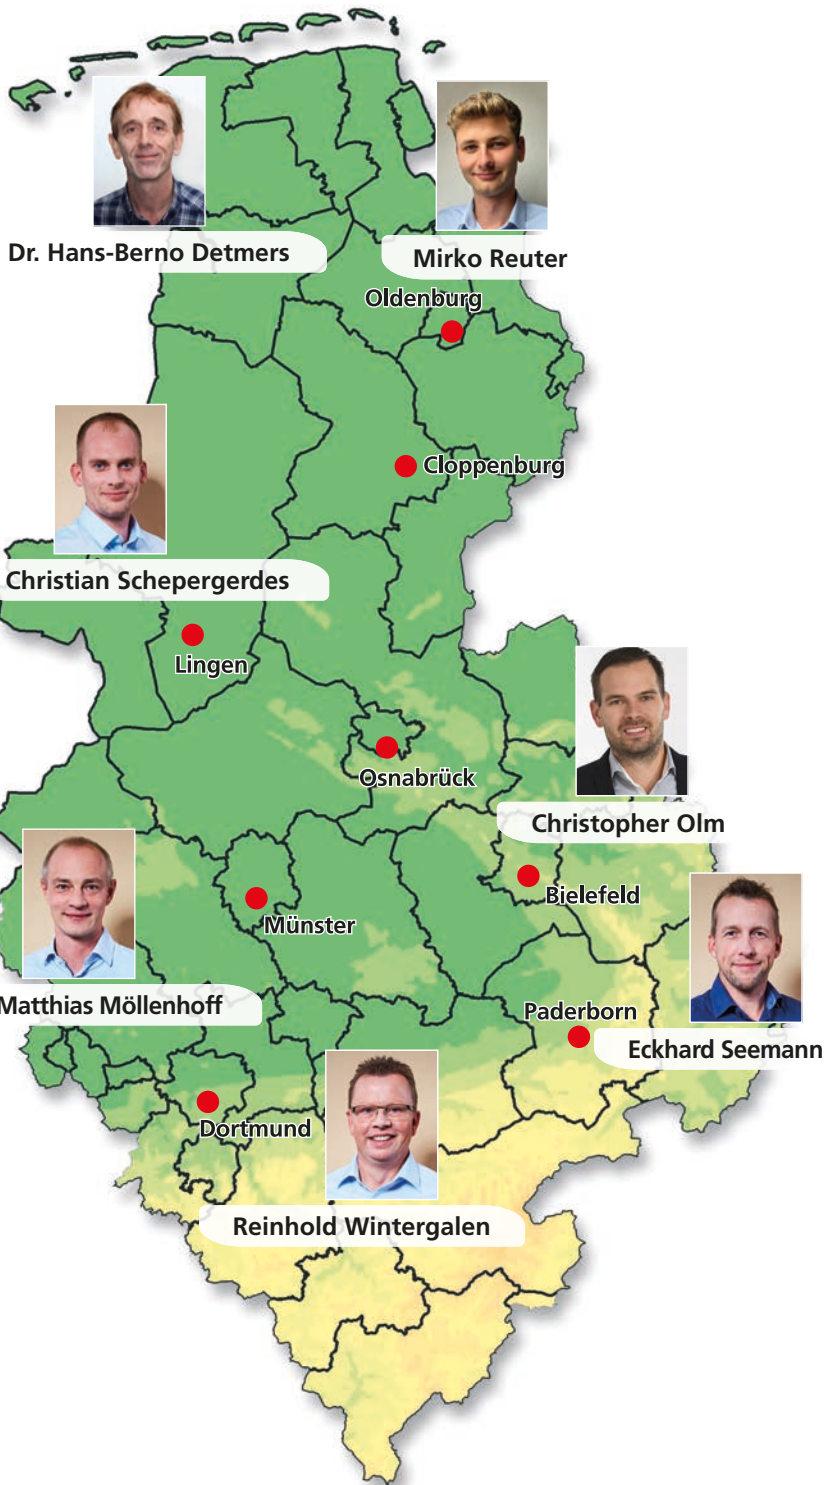 Dr. Hans-Berno Detmers
Mirko Reuter
Oldenburg
Cloppenburg
Christian Schepergerdes
Lingen
Osnabrück
Christopher Olm
Bielefeld
Münster
Matthias Möllenhoff
Paderborn
Eckhard Seemann
Dortmund
Reinhold Wintergalen